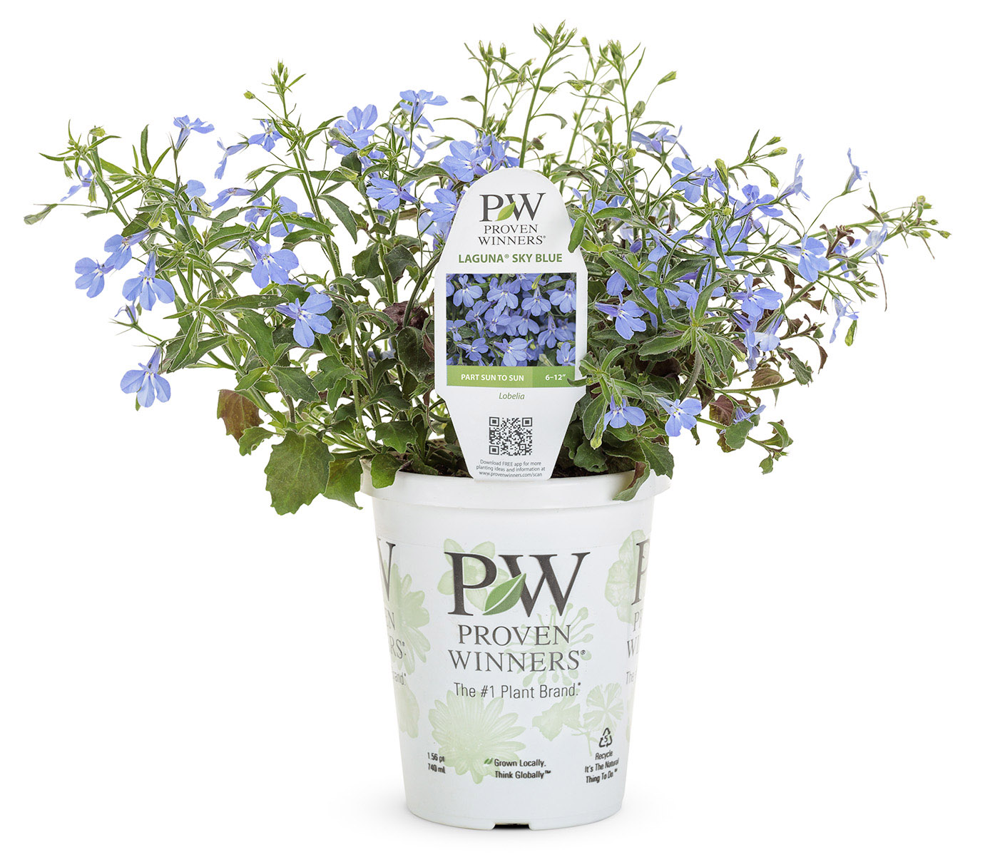 PW
PROVEN
WINNERS®
LAGUNA® SKY BLUE
PART SUN TO SUN 6–12"
Lobelia
Download FREE app for more
planting ideas and information at
www.provenwinners.com/scan
PW
PROVEN
WINNERS®
The #1 Plant Brand.®
1.56 pt
740 ml
Grown Locally.
Think Globally™
5
Recycle
It's The Natural
Thing To Do™